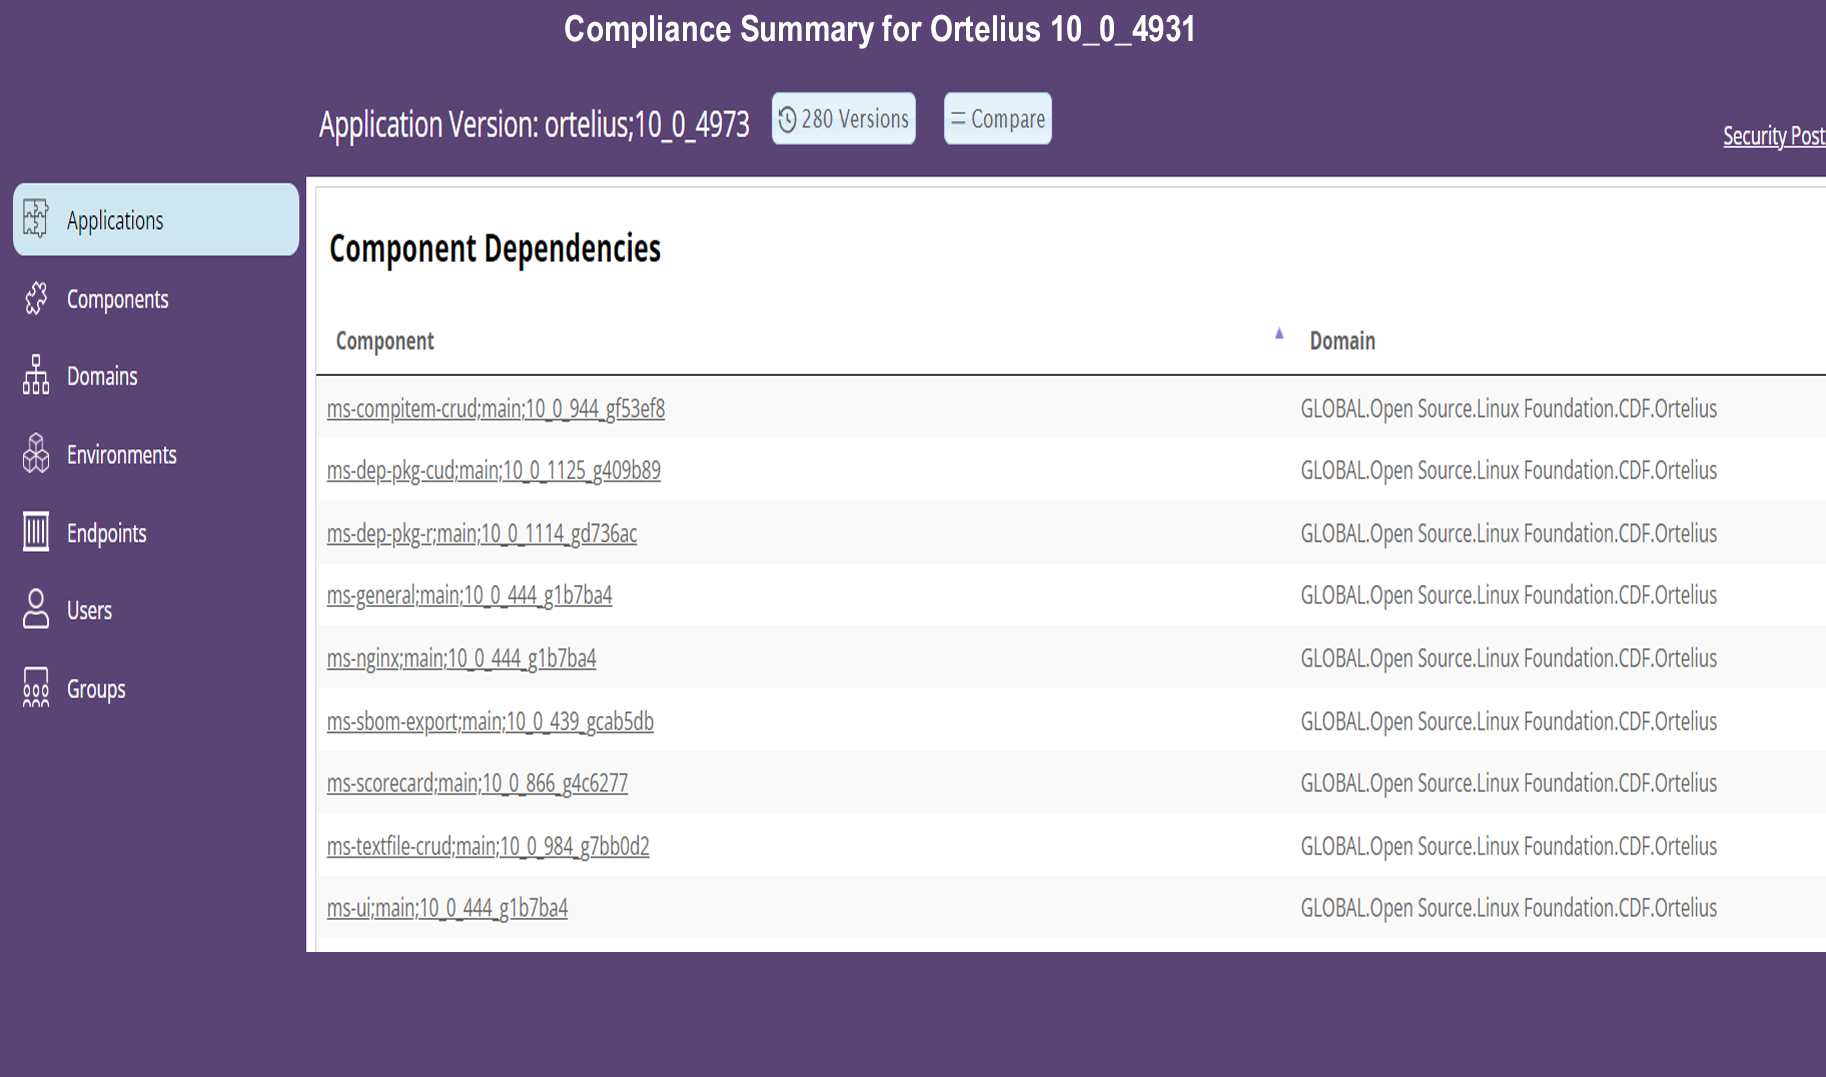 Compliance Summary for Ortelius 10_0_4931
Application Version: ortelius;10_0_4973
280 Versions
Compare
Security Post
Applications
Components
Domains
Environments
Endpoints
Users
Groups
Component Dependencies
Component ▲ Domain
ms-compitem-crud;main;10_0_944_gf53ef8 GLOBAL.Open Source.Linux Foundation.CDF.Ortelius
ms-dep-pkg-cud;main;10_0_1125_g409b89 GLOBAL.Open Source.Linux Foundation.CDF.Ortelius
ms-dep-pkg-r;main;10_0_1114_gd736ac GLOBAL.Open Source.Linux Foundation.CDF.Ortelius
ms-general;main;10_0_444_g1b7ba4 GLOBAL.Open Source.Linux Foundation.CDF.Ortelius
ms-nginx;main;10_0_444_g1b7ba4 GLOBAL.Open Source.Linux Foundation.CDF.Ortelius
ms-sbom-export;main;10_0_439_gcab5db GLOBAL.Open Source.Linux Foundation.CDF.Ortelius
ms-scorecard;main;10_0_866_g4c6277 GLOBAL.Open Source.Linux Foundation.CDF.Ortelius
ms-textfile-crud;main;10_0_984_g7bb0d2 GLOBAL.Open Source.Linux Foundation.CDF.Ortelius
ms-ui;main;10_0_444_g1b7ba4 GLOBAL.Open Source.Linux Foundation.CDF.Ortelius